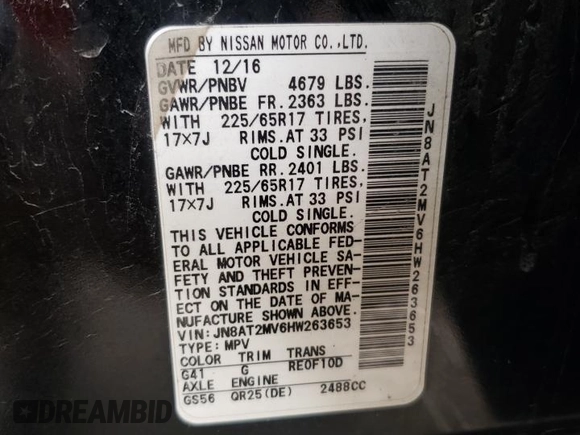 MFD BY NISSAN MOTOR CO.,LTD.
DATE 12/16
GVWR/PNBV 4679 LBS.
GAWR/PNBE FR. 2363 LBS.
WITH 225/65R17 TIRES,
17×7J RIMS. AT 33 PSI
COLD SINGLE.
GAWR/PNBE RR. 2401 LBS.
WITH 225/65R17 TIRES,
17×7J RIMS. AT 33 PSI
COLD SINGLE.
THIS VEHICLE CONFORMS
TO ALL APPLICABLE FED-
ERAL MOTOR VEHICLE SA-
FETY AND THEFT PREVEN-
TION STANDARDS IN EFF-
ECT ON THE DATE OF MA-
NUFACTURE SHOWN ABOVE.
VIN: JN8AT2MV6HW263653
TYPE: MPV
COLOR TRIM TRANS
G41 G RE0F10D
AXLE ENGINE
GS56 QR25(DE) 2488CC
JN8AT2MV6HW263653
DREAMBID